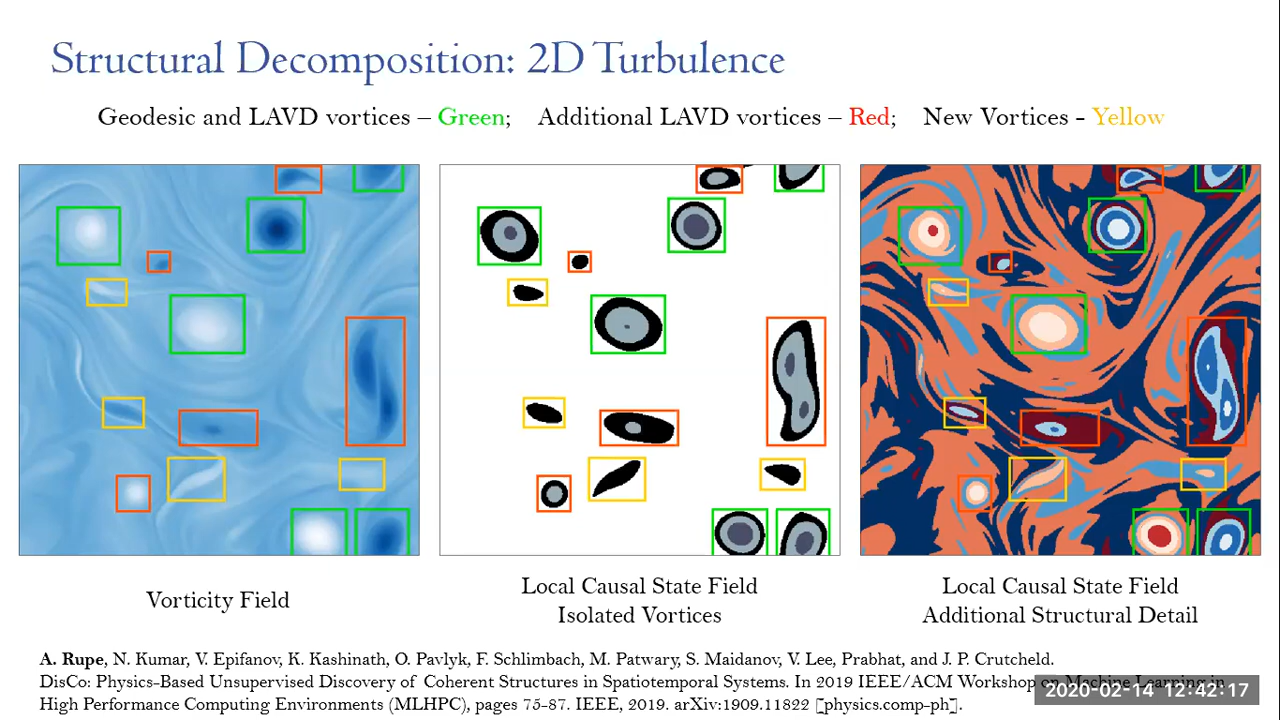 Structural Decomposition: 2D Turbulence
Geodesic and LAVD vortices – Green; Additional LAVD vortices – Red; New Vortices - Yellow
Vorticity Field
Local Causal State Field
Isolated Vortices
Local Causal State Field
Additional Structural Detail
A. Rupe, N. Kumar, V. Epifanov, K. Kashinath, O. Pavlyk, F. Schlimbach, M. Patwary, S. Maidanov, V. Lee, Prabhat, and J. P. Crutcheld.
DisCo: Physics-Based Unsupervised Discovery of Coherent Structures in Spatiotemporal Systems. In 2019 IEEE/ACM Workshop on Machine Learning in
High Performance Computing Environments (MLHPC), pages 75-87. IEEE, 2019. arXiv:1909.11822 [physics.comp-ph].
2020-02-14 12:42:17